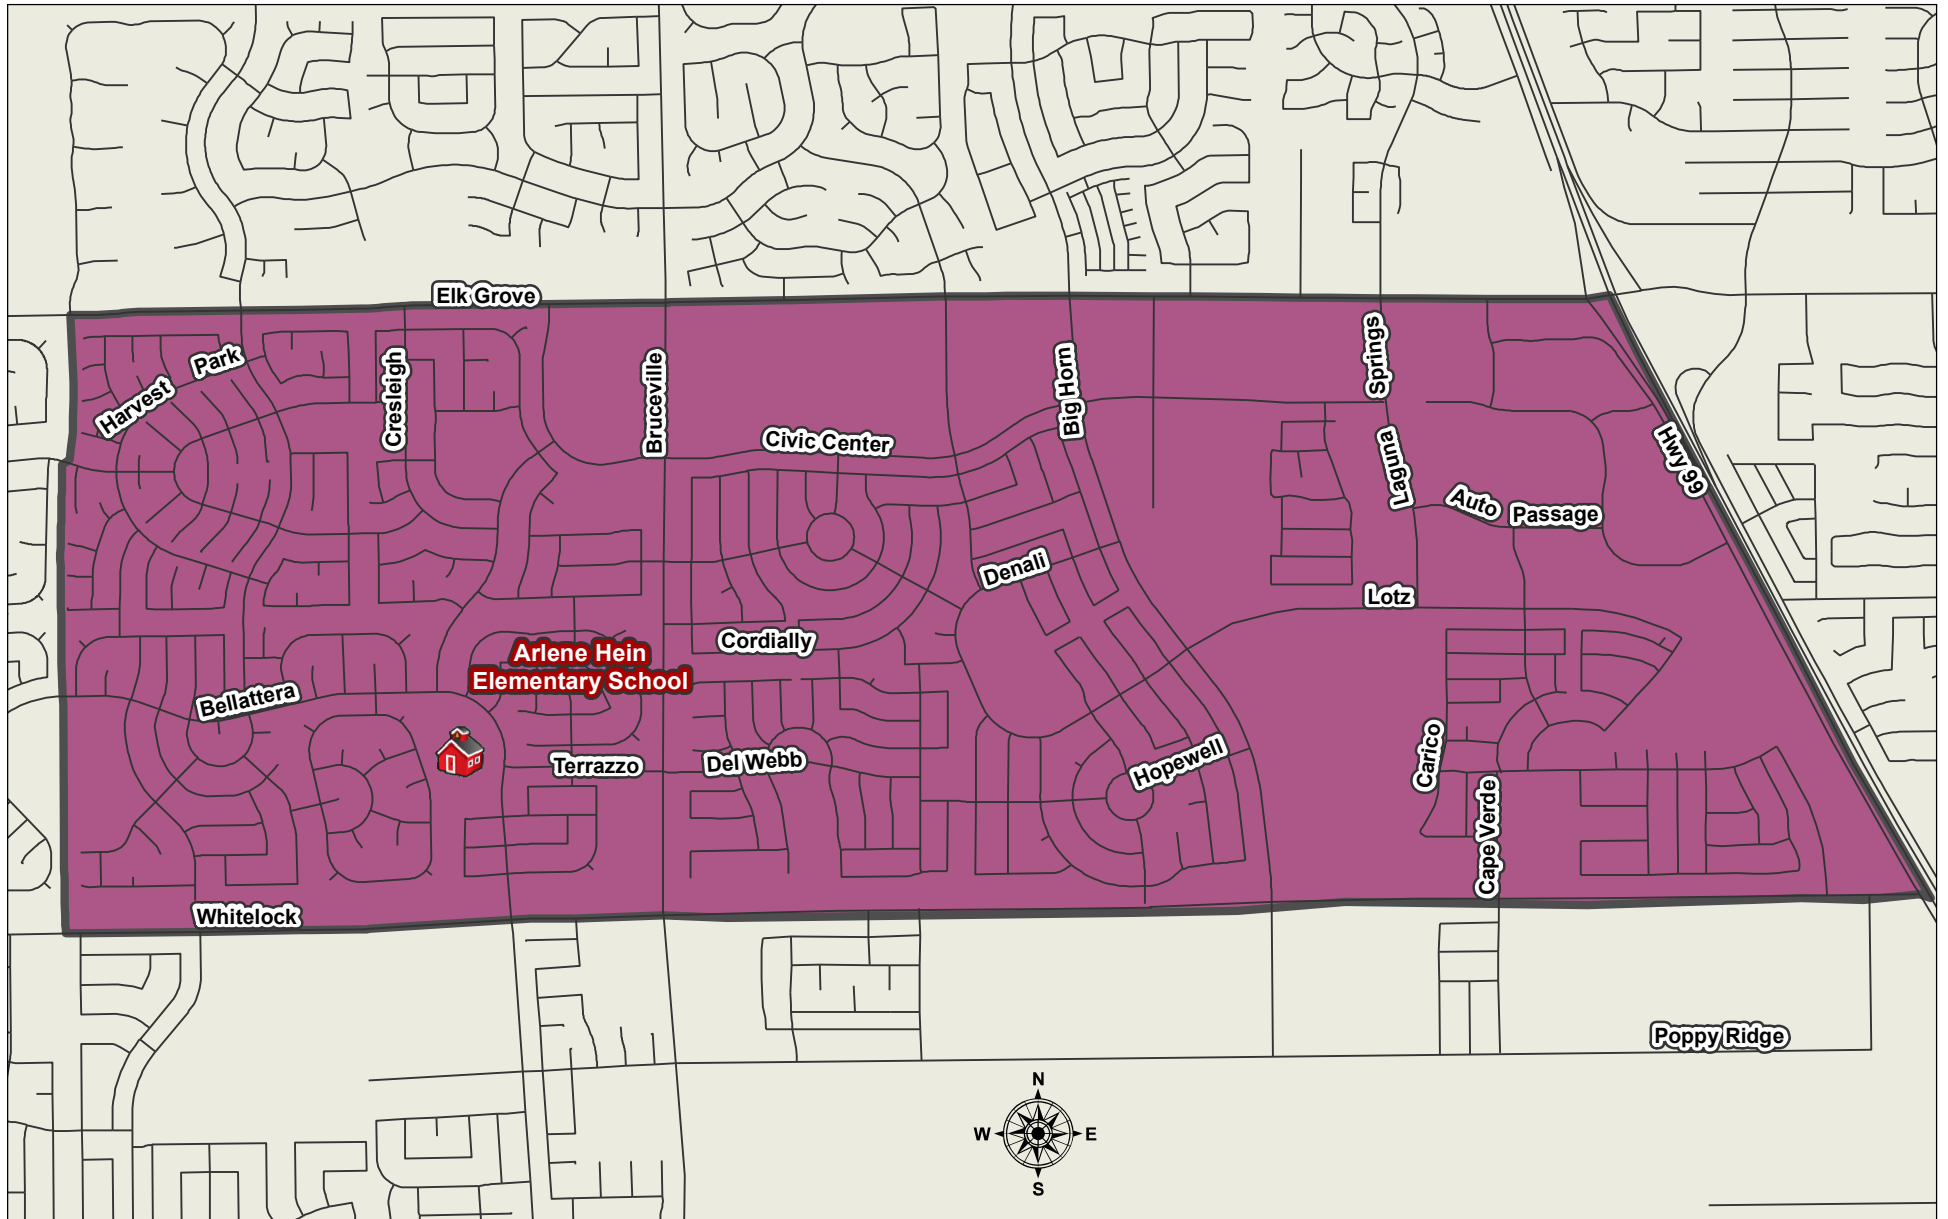 Elk Grove
Harvest
Park
Cresleigh
Bruceville
Big Horn
Springs
Laguna
Hwy 99
Civic Center
Auto
Passage
Denali
Lotz
Cordially
Arlene Hein
Elementary School
Bellattera
Terrazzo
Del Webb
Hopewell
Carico
Cape Verde
Whitelock
Poppy Ridge
N
W
E
S